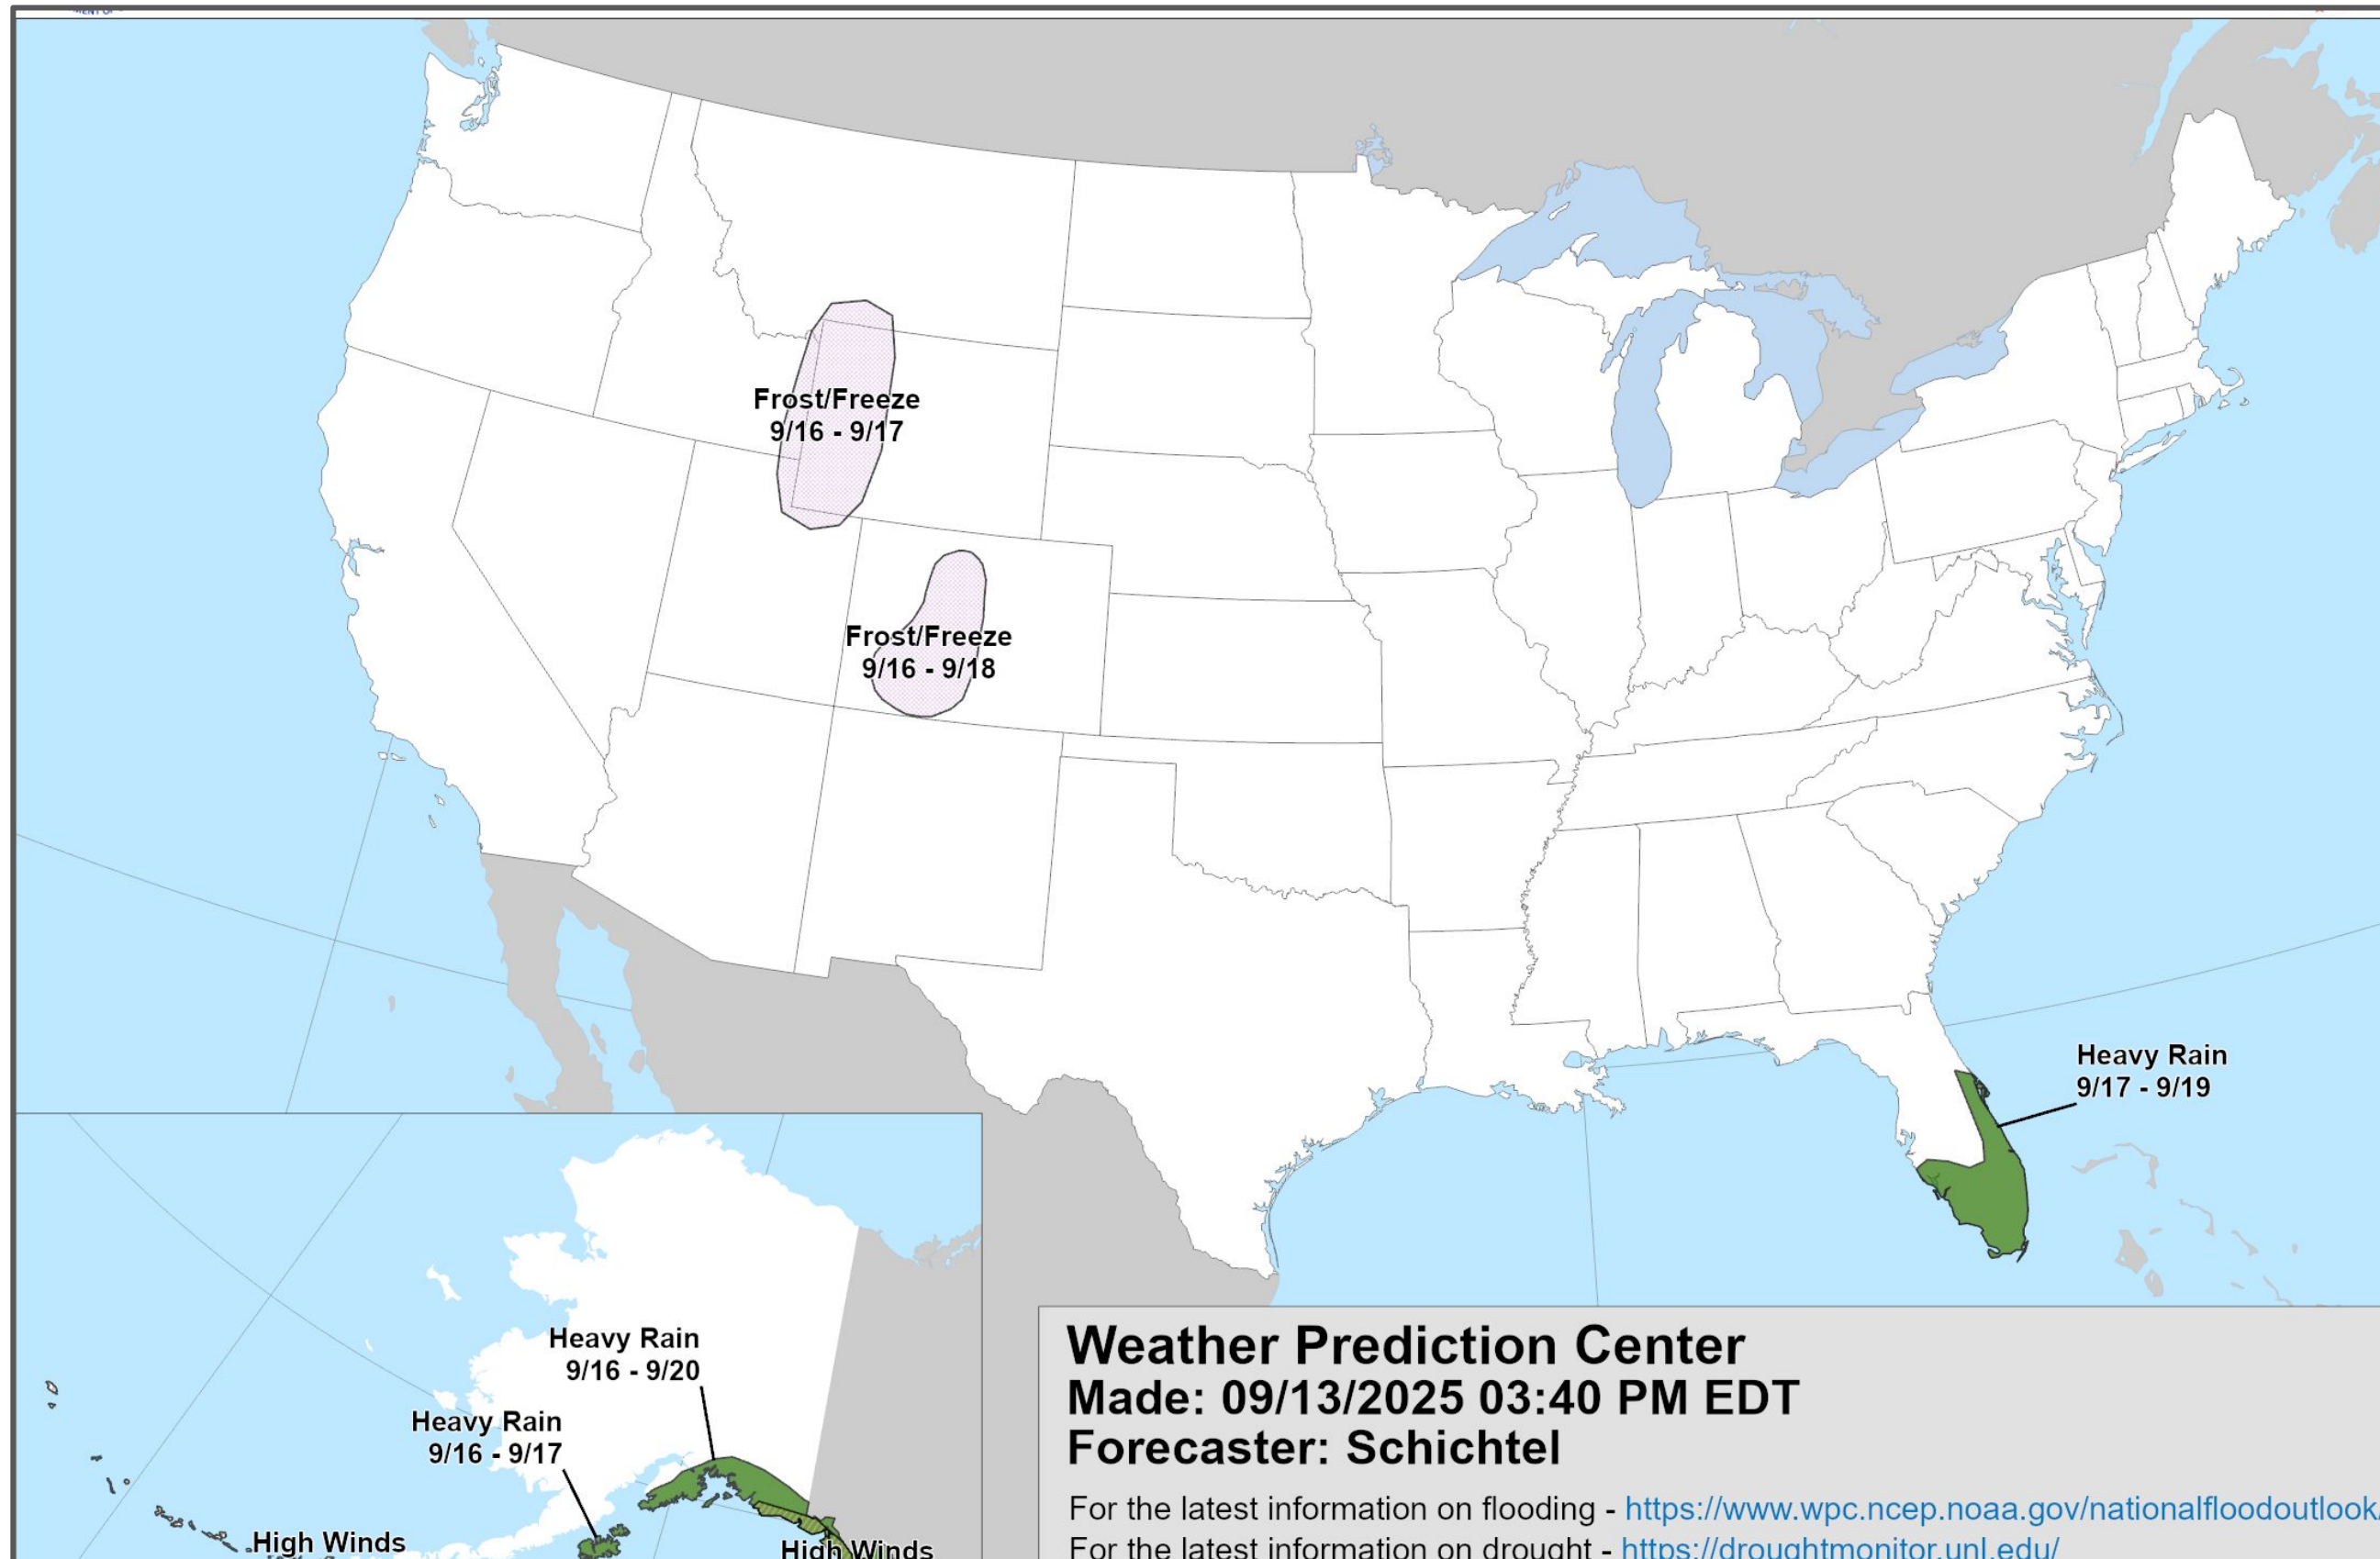 Frost/Freeze
9/16 - 9/17
Frost/Freeze
9/16 - 9/18
Heavy Rain
9/17 - 9/19
Heavy Rain
9/16 - 9/20
Heavy Rain
9/16 - 9/17
High Winds
High Winds
Weather Prediction Center
Made: 09/13/2025 03:40 PM EDT
Forecaster: Schichtel
For the latest information on flooding - https://www.wpc.ncep.noaa.gov/nationalfloodoutlook/
For the latest information on drought - https://droughtmonitor.unl.edu/